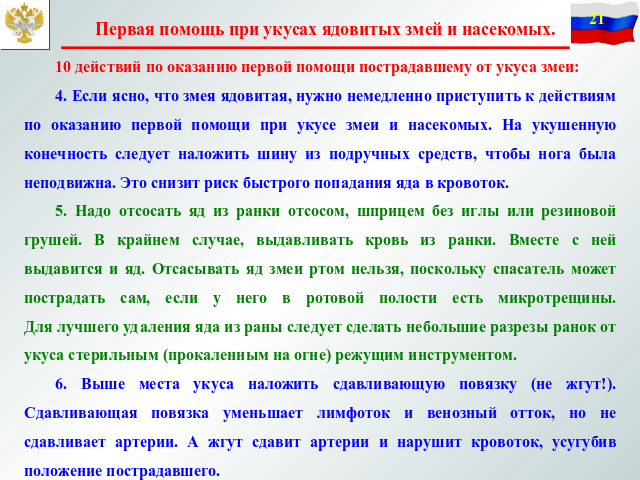 Первая помощь при укусах ядовитых змей и насекомых.
21
10 действий по оказанию первой помощи пострадавшему от укуса змеи:
4. Если ясно, что змея ядовитая, нужно немедленно приступить к действиям
по оказанию первой помощи при укусе змеи и насекомых. На укушенную
конечность следует наложить шину из подручных средств, чтобы нога была
неподвижна. Это снизит риск быстрого попадания яда в кровоток.
5. Надо отсосать яд из ранки отсосом, шприцем без иглы или резиновой
грушей. В крайнем случае, выдавливать кровь из ранки. Вместе с ней
выдавится и яд. Отсасывать яд змеи ртом нельзя, поскольку спасатель может
пострадать сам, если у него в ротовой полости есть микротрещины.
Для лучшего удаления яда из раны следует сделать небольшие разрезы ранок от
укуса стерильным (прокаленным на огне) режущим инструментом.
6. Выше места укуса наложить сдавливающую повязку (не жгут!).
Сдавливающая повязка уменьшает лимфоток и венозный отток, но не
сдавливает артерии. А жгут сдавит артерии и нарушит кровоток, усугубив
положение пострадавшего.